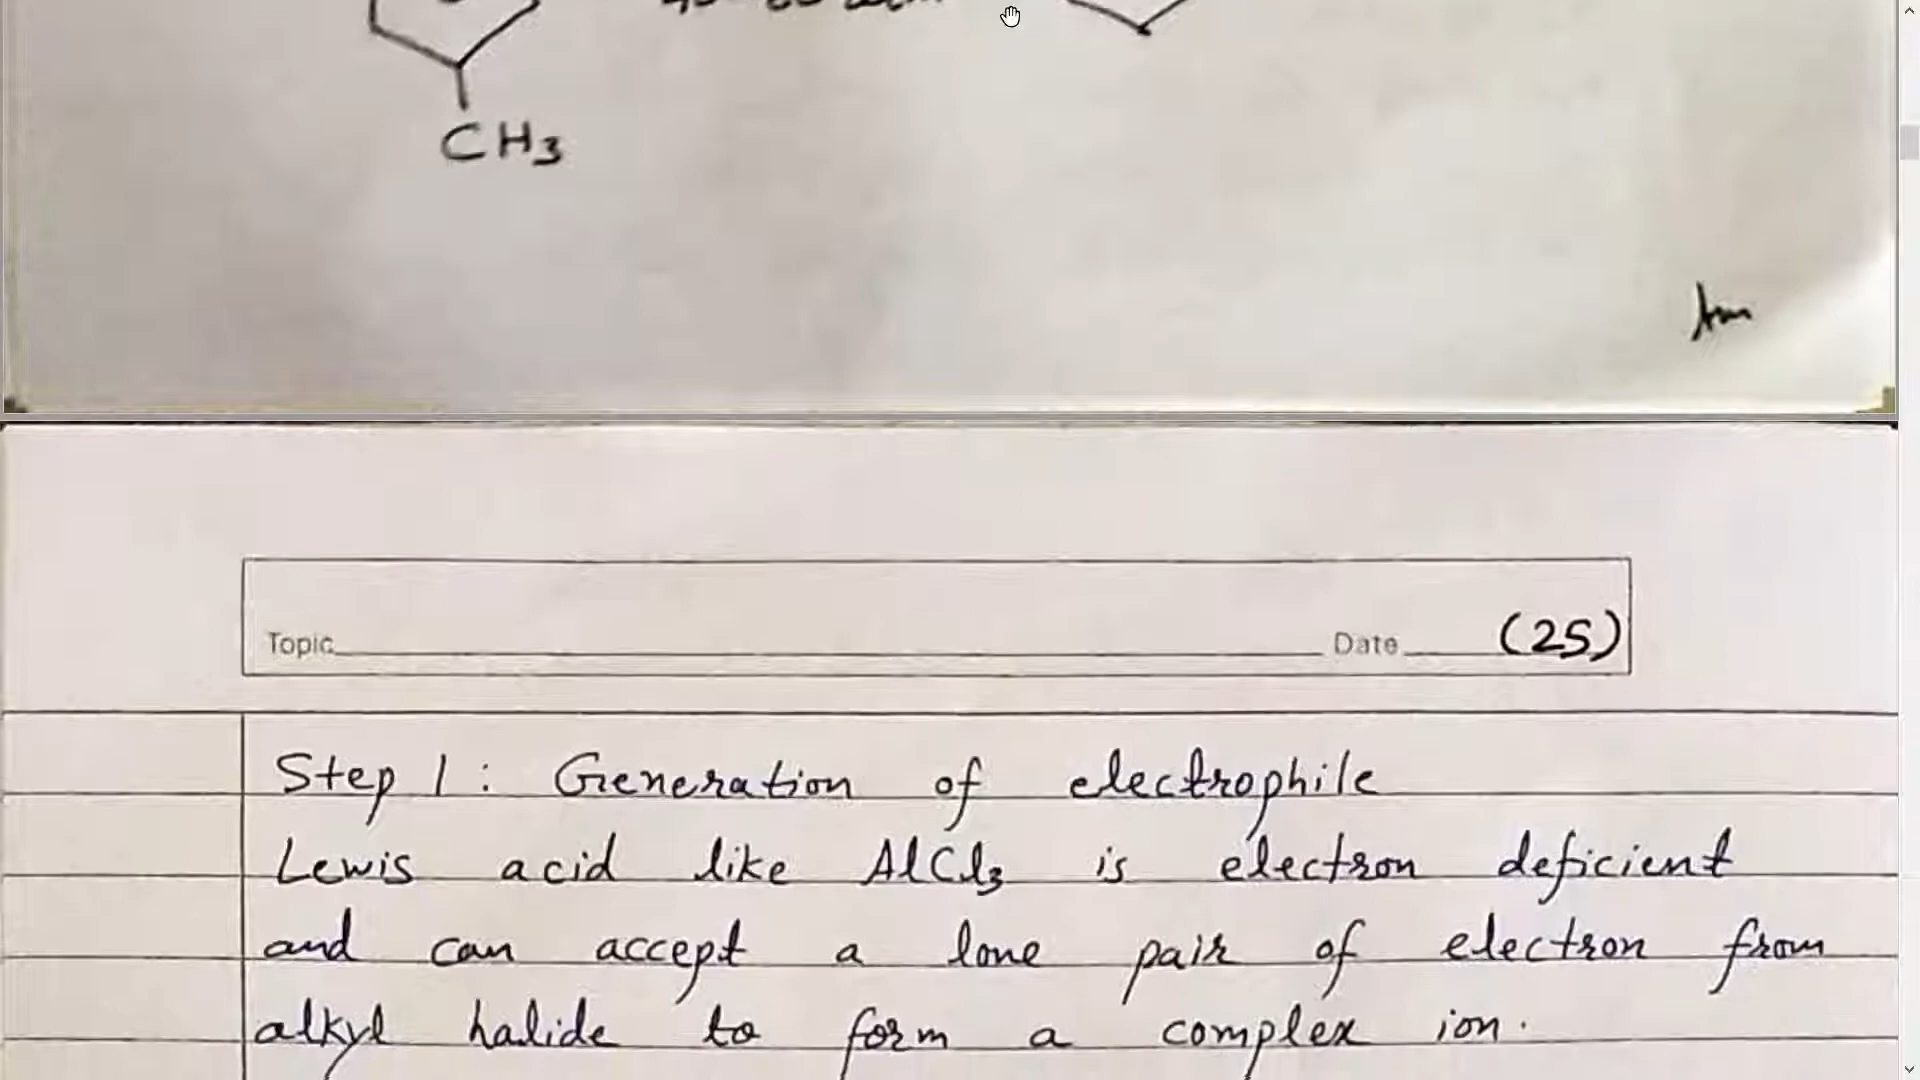 CH3
Topic Date (25)
Step 1: Generation of electrophile
Lewis acid like AlCl3 is electron deficient
and can accept a lone pair of electron from
alkyl halide to form a complex ion.